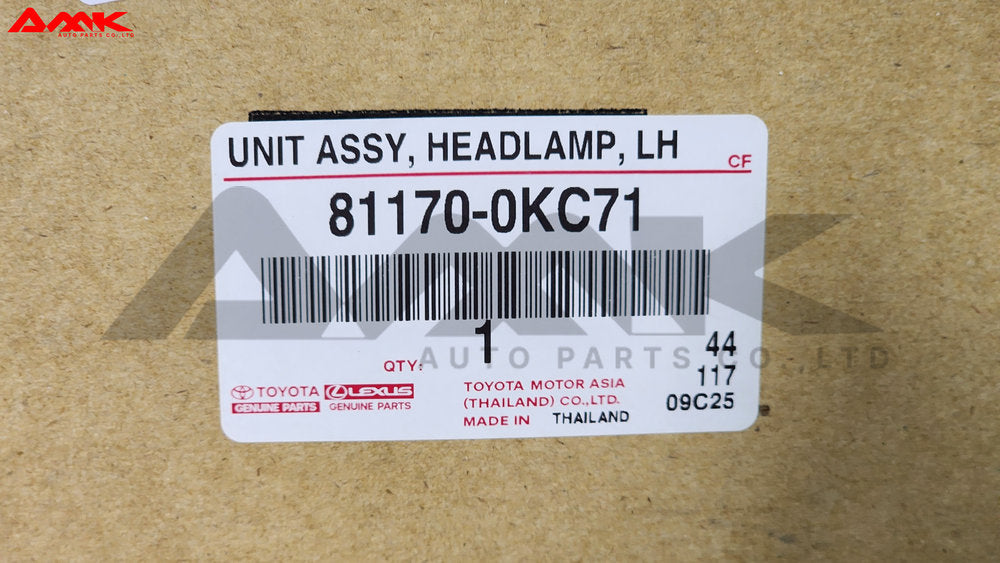 AMK
AUTO PARTS CO.,LTD
UNIT ASSY, HEADLAMP, LH
CF
81170-0KC71
AMK
AUTO PARTS CO.,LTD
QTY: 1
44
117
09C25
TOYOTA
GENUINE PARTS
LEXUS
GENUINE PARTS
TOYOTA MOTOR ASIA
(THAILAND) CO.,LTD.
MADE IN THAILAND